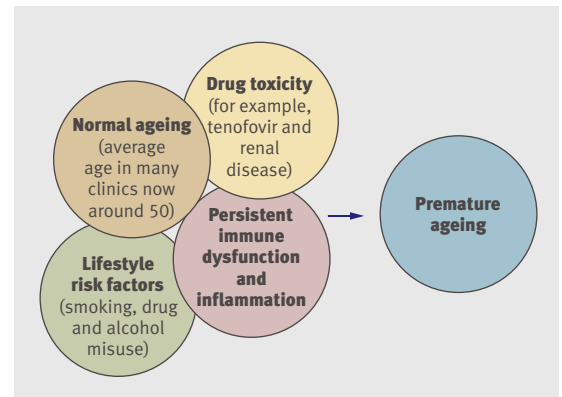 Drug toxicity
(for example,
tenofovir and
renal
disease)
Normal ageing
(average
age in many
clinics now
around 50)
Persistent
immune
dysfunction
and
inflammation
Lifestyle
risk factors
(smoking, drug
and alcohol
misuse)
Premature
ageing